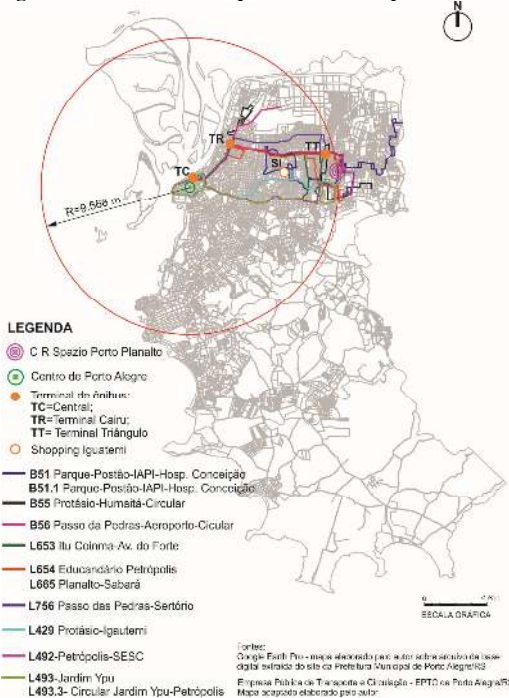 N
TR
TT
SI
TC
R=9.568 m
LEGENDA
C R Spazio Porto Planalto
Centro de Porto Alegre
Terminal de ônibus:
TC=Central;
TR=Terminal Cairu;
TT= Terminal Triângulo
Shopping Iguatemi
B51 Parque-Postão-IAPI-Hosp. Conceição
B51.1 Parque-Postão-IAPI-Hosp. Conceição
B55 Protásio-Humaitá-Circular
B56 Passo da Pedras-Aeroporto-Cicular
L653 Itu Coinma-Av. do Forte
L654 Educandário Petrópolis
L665 Planalto-Sabará
L756 Passo das Pedras-Sertório
L429 Protásio-Igautemi
L492-Petrópolis-SESC
L493-Jardim Ypu
L493.3- Circular Jardim Ypu-Petrópolis
0
ESCALA GRÁFICA
Fontes:
Google Earth Pro - mapa elaborado pelo autor sobre arquivo de base
digital extraída do site da Prefeitura Municipal de Porto Alegre/RS
Empresa Pública de Transporte e Circulação - EPTC de Porto Alegre/RS
Mapa adaptado elaborado pelo autor